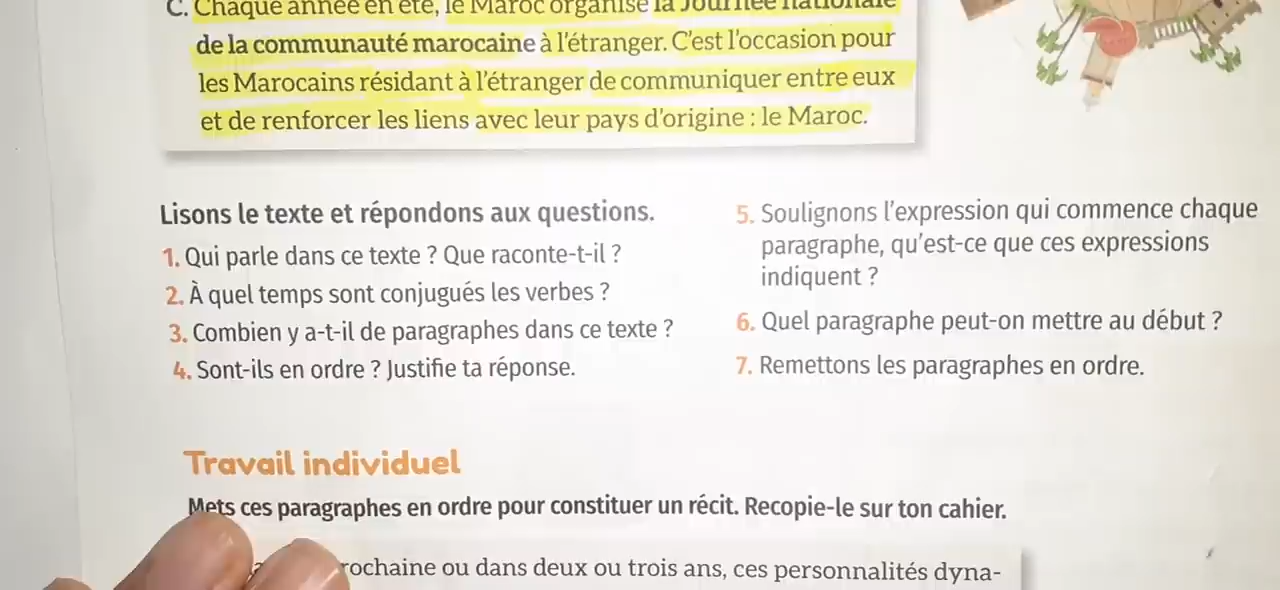 C. Chaque année en été, le Maroc organise la Journée nationale
de la communauté marocaine à l'étranger. C'est l'occasion pour
les Marocains résidant à l'étranger de communiquer entre eux
et de renforcer les liens avec leur pays d'origine : le Maroc.
Lisons le texte et répondons aux questions.
1. Qui parle dans ce texte ? Que raconte-t-il ?
2. À quel temps sont conjugués les verbes ?
3. Combien y a-t-il de paragraphes dans ce texte ?
4. Sont-ils en ordre ? Justifie ta réponse.
5. Soulignons l'expression qui commence chaque
paragraphe, qu'est-ce que ces expressions
indiquent ?
6. Quel paragraphe peut-on mettre au début ?
7. Remettons les paragraphes en ordre.
Travail individuel
Mets ces paragraphes en ordre pour constituer un récit. Recopie-le sur ton cahier.
rochaine ou dans deux ou trois ans, ces personnalités dyna-